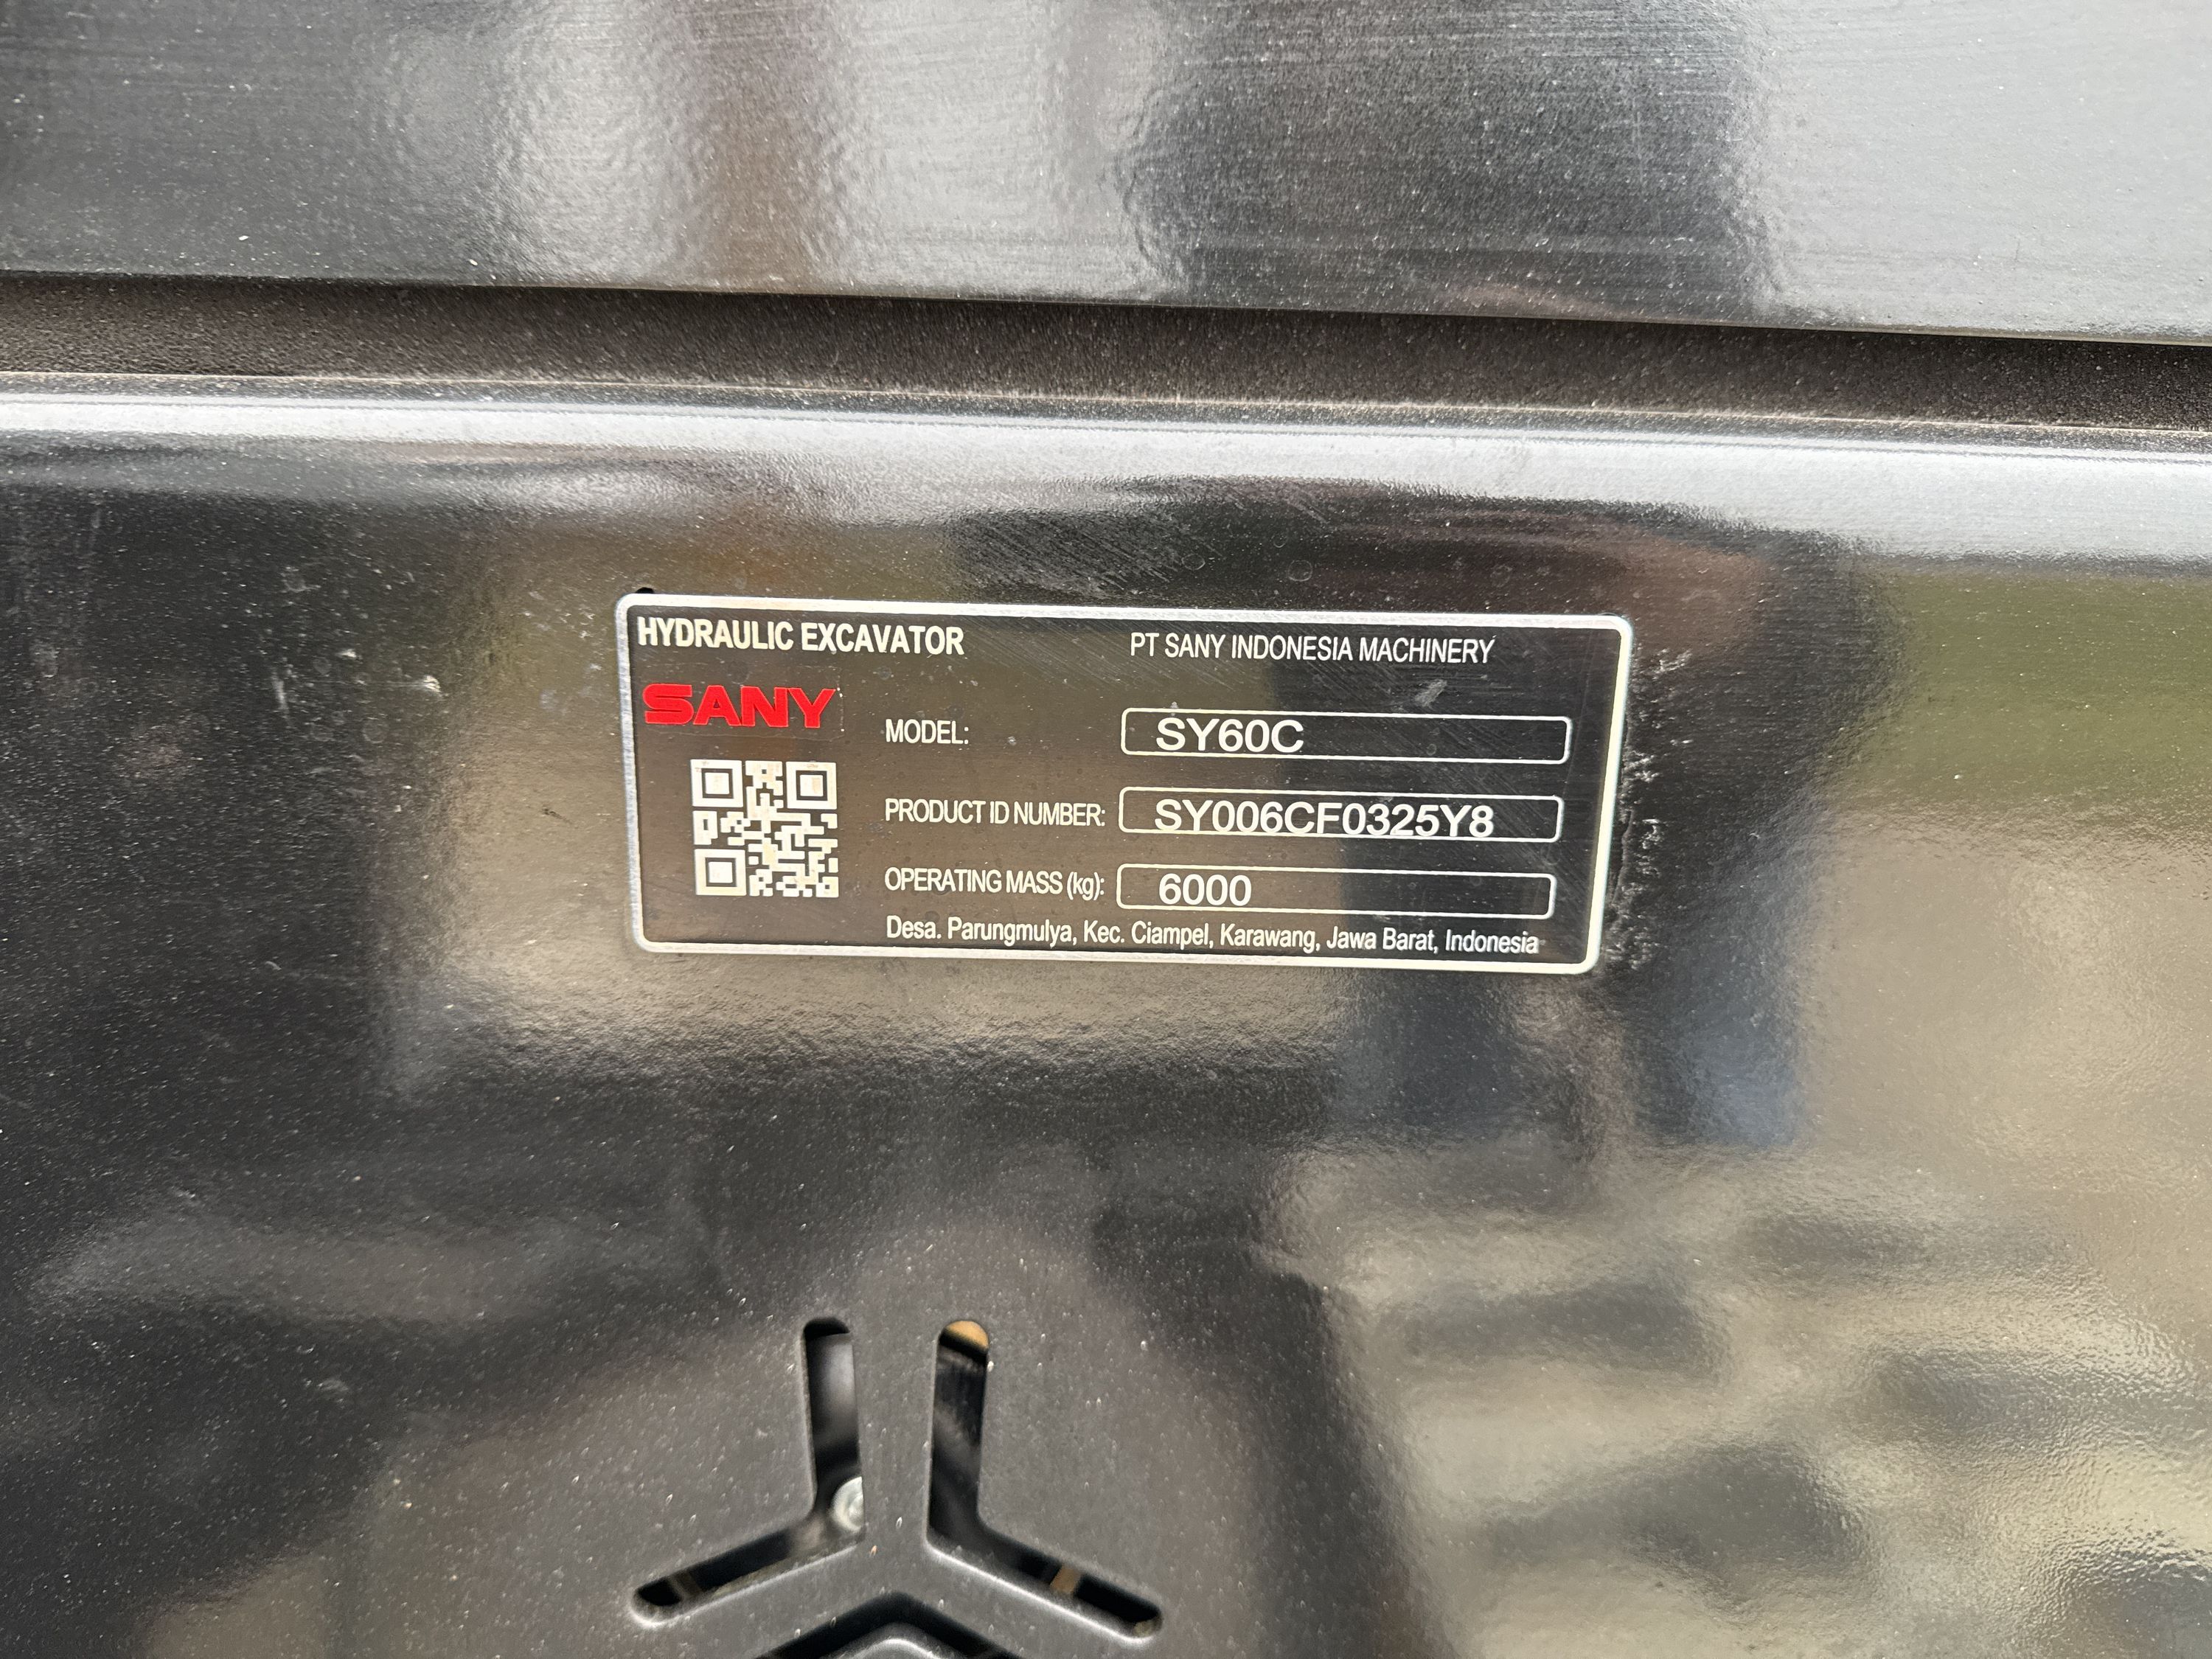 HYDRAULIC EXCAVATOR PT SANY INDONESIA MACHINERY
SANY
MODEL: SY60C
PRODUCT ID NUMBER: SY006CF0325Y8
OPERATING MASS (kg): 6000
Desa. Parungmulya, Kec. Ciampel, Karawang, Jawa Barat, Indonesia